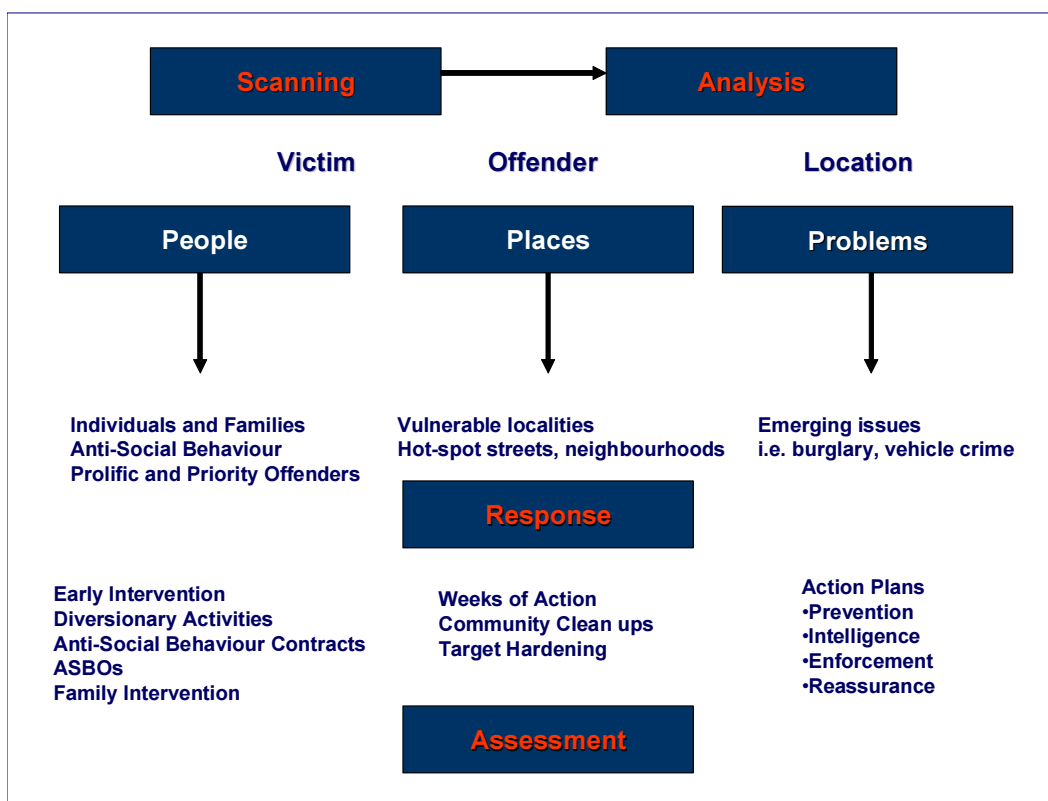 Scanning
Analysis
Victim
Offender
Location
People
Places
Problems
Individuals and Families
Anti-Social Behaviour
Prolific and Priority Offenders
Vulnerable localities
Hot-spot streets, neighbourhoods
Emerging issues
i.e. burglary, vehicle crime
Response
Early Intervention
Diversionary Activities
Anti-Social Behaviour Contracts
ASBOs
Family Intervention
Weeks of Action
Community Clean ups
Target Hardening
Action Plans
•Prevention
•Intelligence
•Enforcement
•Reassurance
Assessment